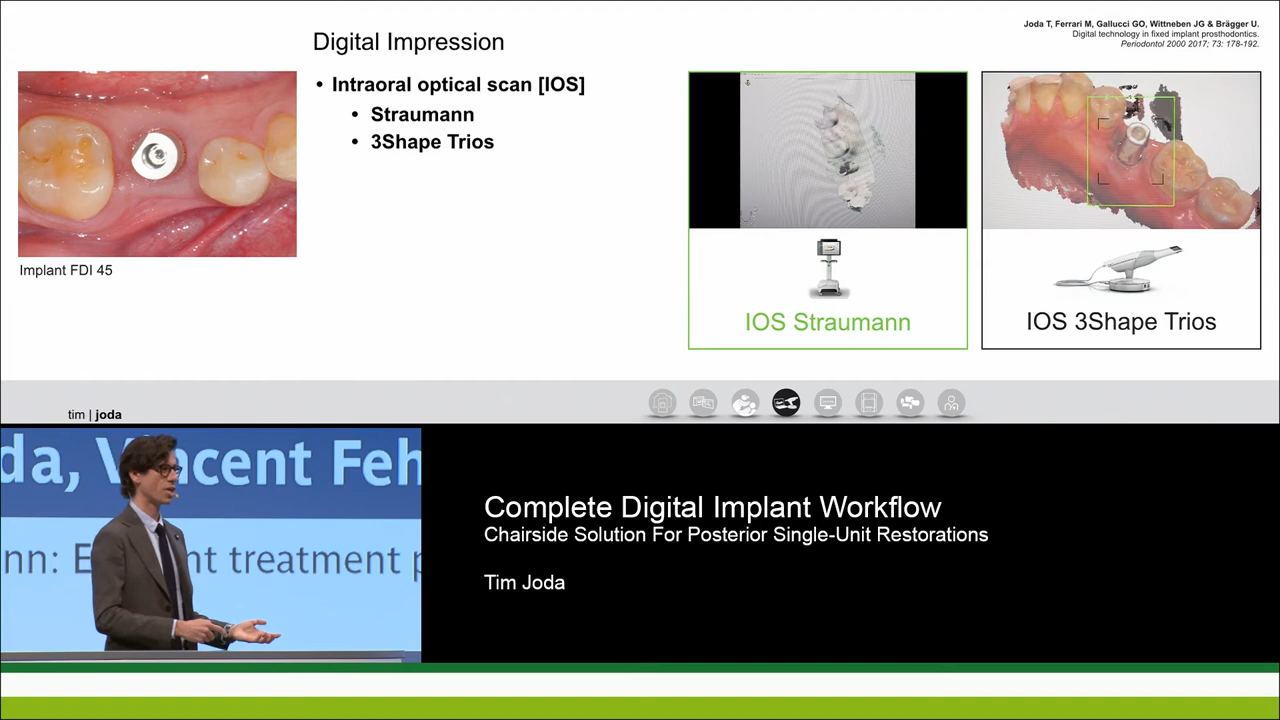 Digital Impression
Joda T, Ferrari M, Gallucci GO, Wittneben JG & Brägger U.
Digital technology in fixed implant prosthodontics.
Periodontol 2000 2017; 73: 178-192.
• Intraoral optical scan [IOS]
• Straumann
• 3Shape Trios
Implant FDI 45
IOS Straumann
IOS 3Shape Trios
tim | joda
da, Vincent Feh
nn: E nt treatment p
Complete Digital Implant Workflow
Chairside Solution For Posterior Single-Unit Restorations
Tim Joda